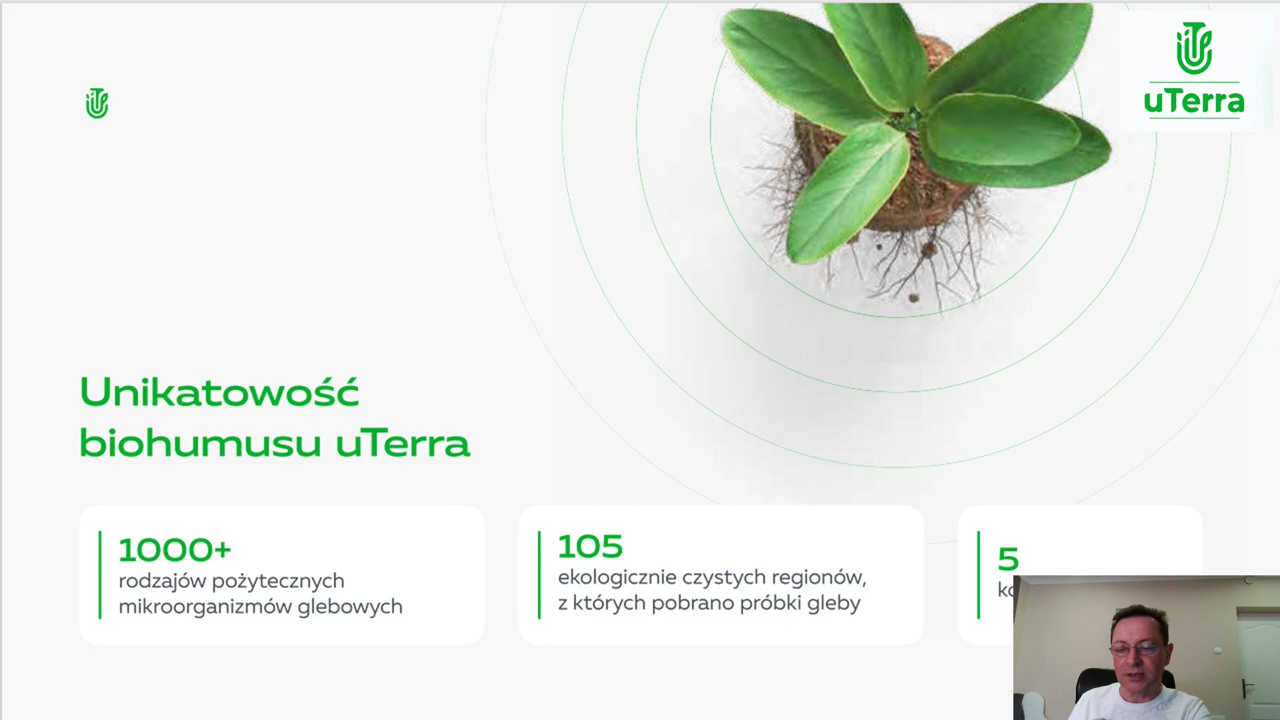 uTerra
Unikatowość
biohumusu uTerra
1000+
rodzajów pożytecznych
mikroorganizmów glebowych
105
ekologicznie czystych regionów,
z których pobrano próbki gleby
5